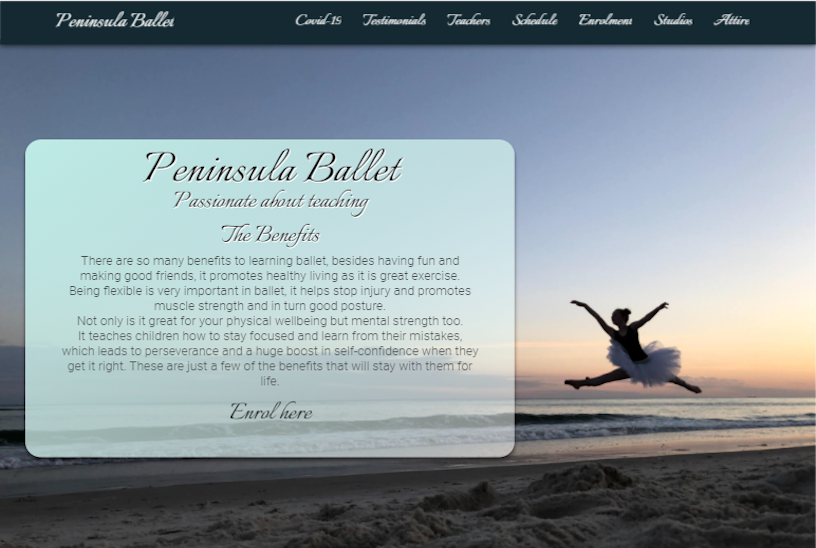 Peninsula Ballet
Covid-19 Testimonials Teachers Schedule Enrolment Studios Attire
Peninsula Ballet
Passionate about teaching
The Benefits
There are so many benefits to learning ballet, besides having fun and
making good friends, it promotes healthy living as it is great exercise.
Being flexible is very important in ballet, it helps stop injury and promotes
muscle strength and in turn good posture.
Not only is it great for your physical wellbeing but mental strength too.
It teaches children how to stay focused and learn from their mistakes,
which leads to perseverance and a huge boost in self-confidence when they
get it right. These are just a few of the benefits that will stay with them for
life.
Enrol here